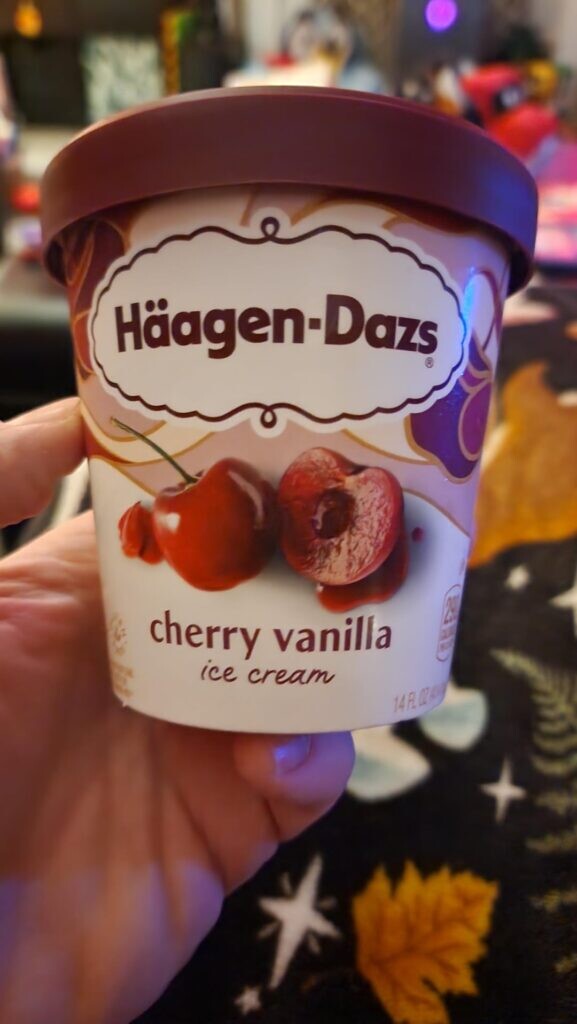 Häagen-Dazs®
cherry vanilla
ice cream
14 FL OZ